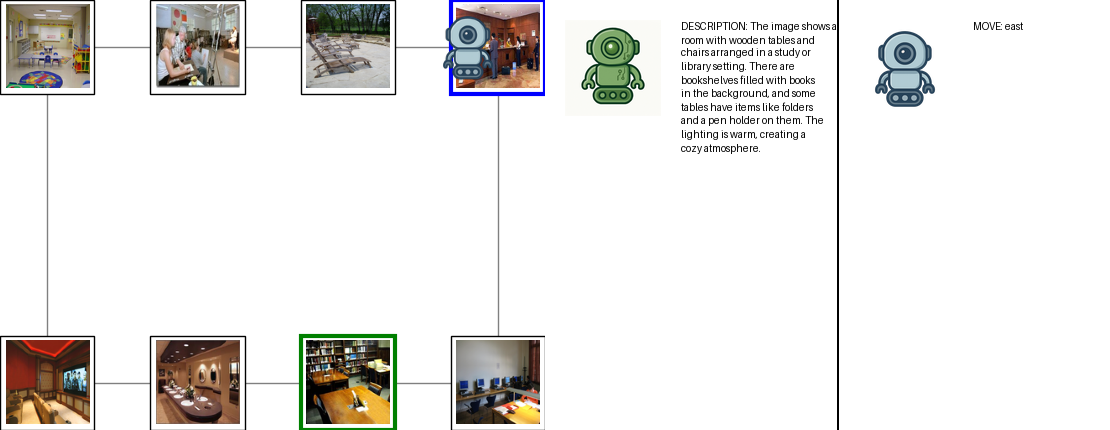 DESCRIPTION: The image shows a
room with wooden tables and
chairs arranged in a study or
library setting. There are
bookshelves filled with books
in the background, and some
tables have items like folders
and a pen holder on them. The
lighting is warm, creating a
cozy atmosphere.
MOVE: east